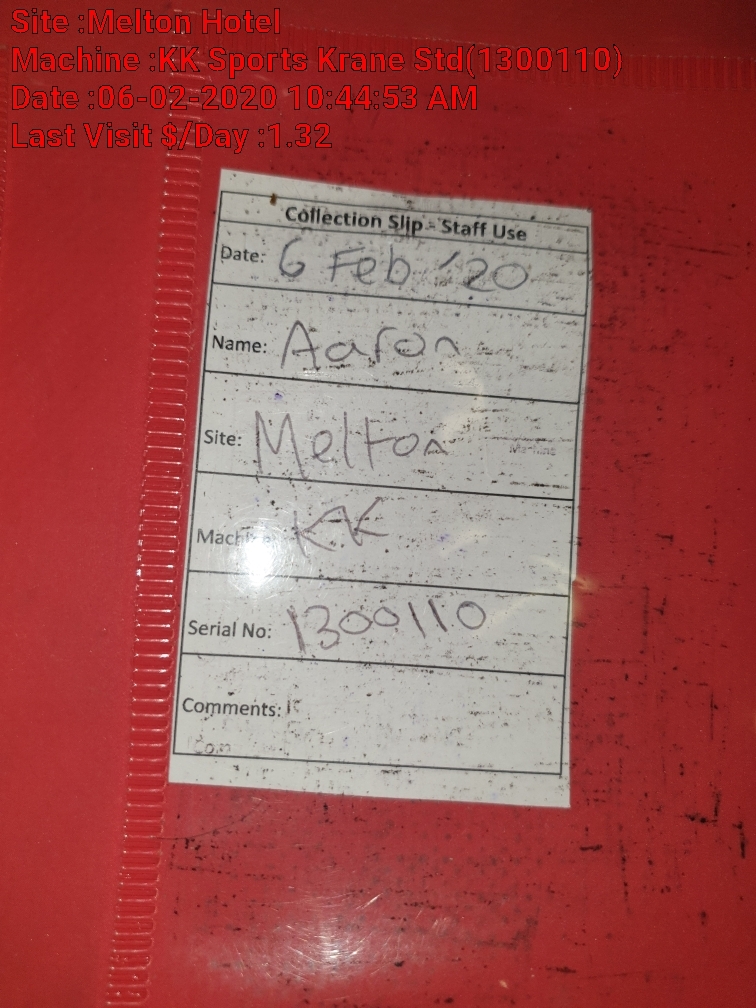 Site :Melton Hotel
Machine :KK Sports Krane Std(1300110)
Date :06-02-2020 10:44:53 AM
Last Visit $/Day :1.32
Collection Slip - Staff Use
Date: 6 Feb '20
Name: Aaron
Site: Melton
Machine: KK
Serial No: 1300110
Comments: